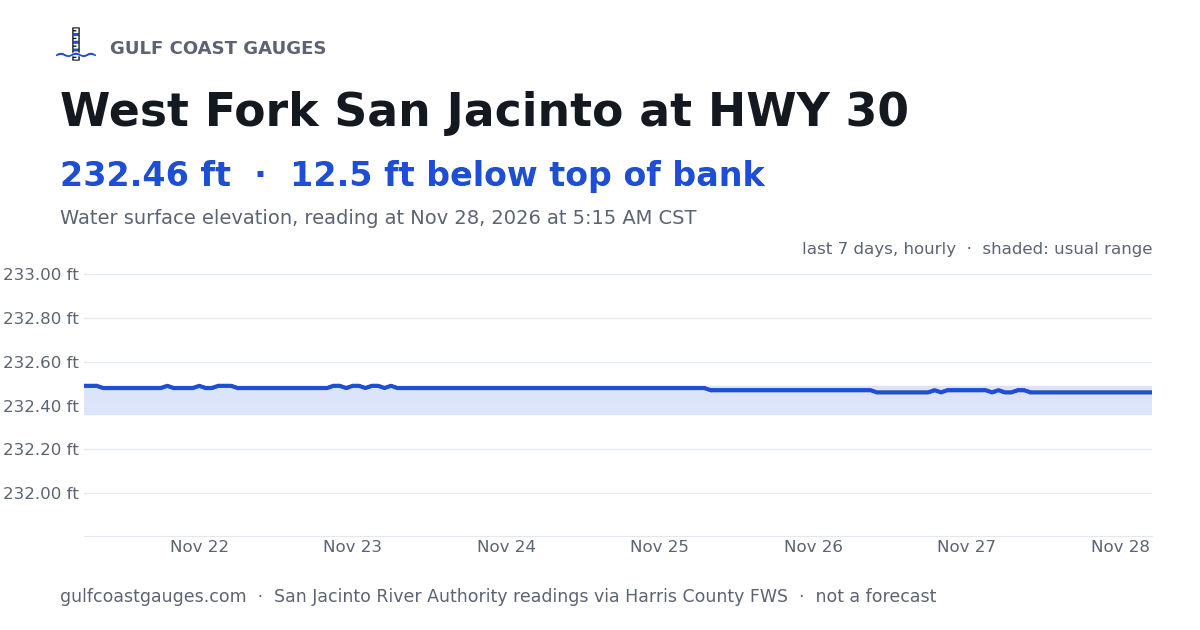 GULF COAST GAUGES
West Fork San Jacinto at HWY 30
232.46 ft · 12.5 ft below top of bank
Water surface elevation, reading at Nov 28, 2026 at 5:15 AM CST
last 7 days, hourly · shaded: usual range
233.00 ft
232.80 ft
232.60 ft
232.40 ft
232.20 ft
232.00 ft
Nov 22 Nov 23 Nov 24 Nov 25 Nov 26 Nov 27 Nov 28
gulfcoastgauges.com · San Jacinto River Authority readings via Harris County FWS · not a forecast